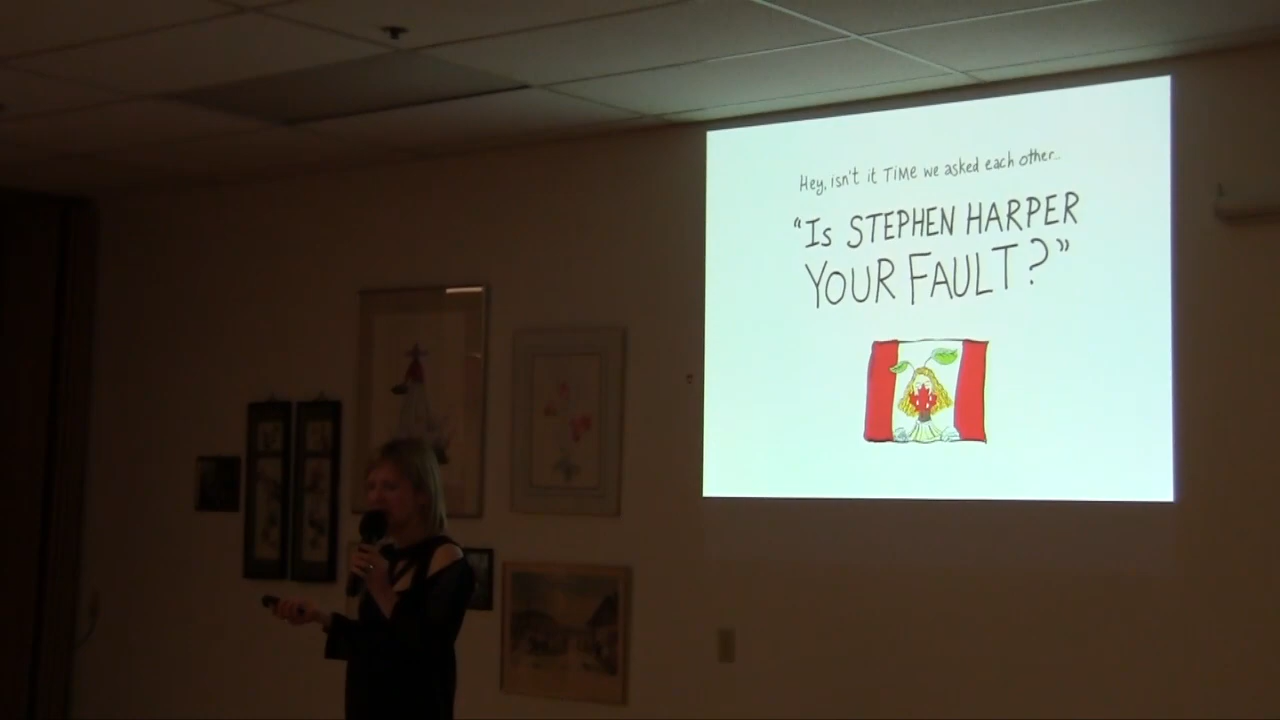 Hey, isn't it TIME we asked each other...
"Is STEPHEN HARPER
YOUR FAULT?"